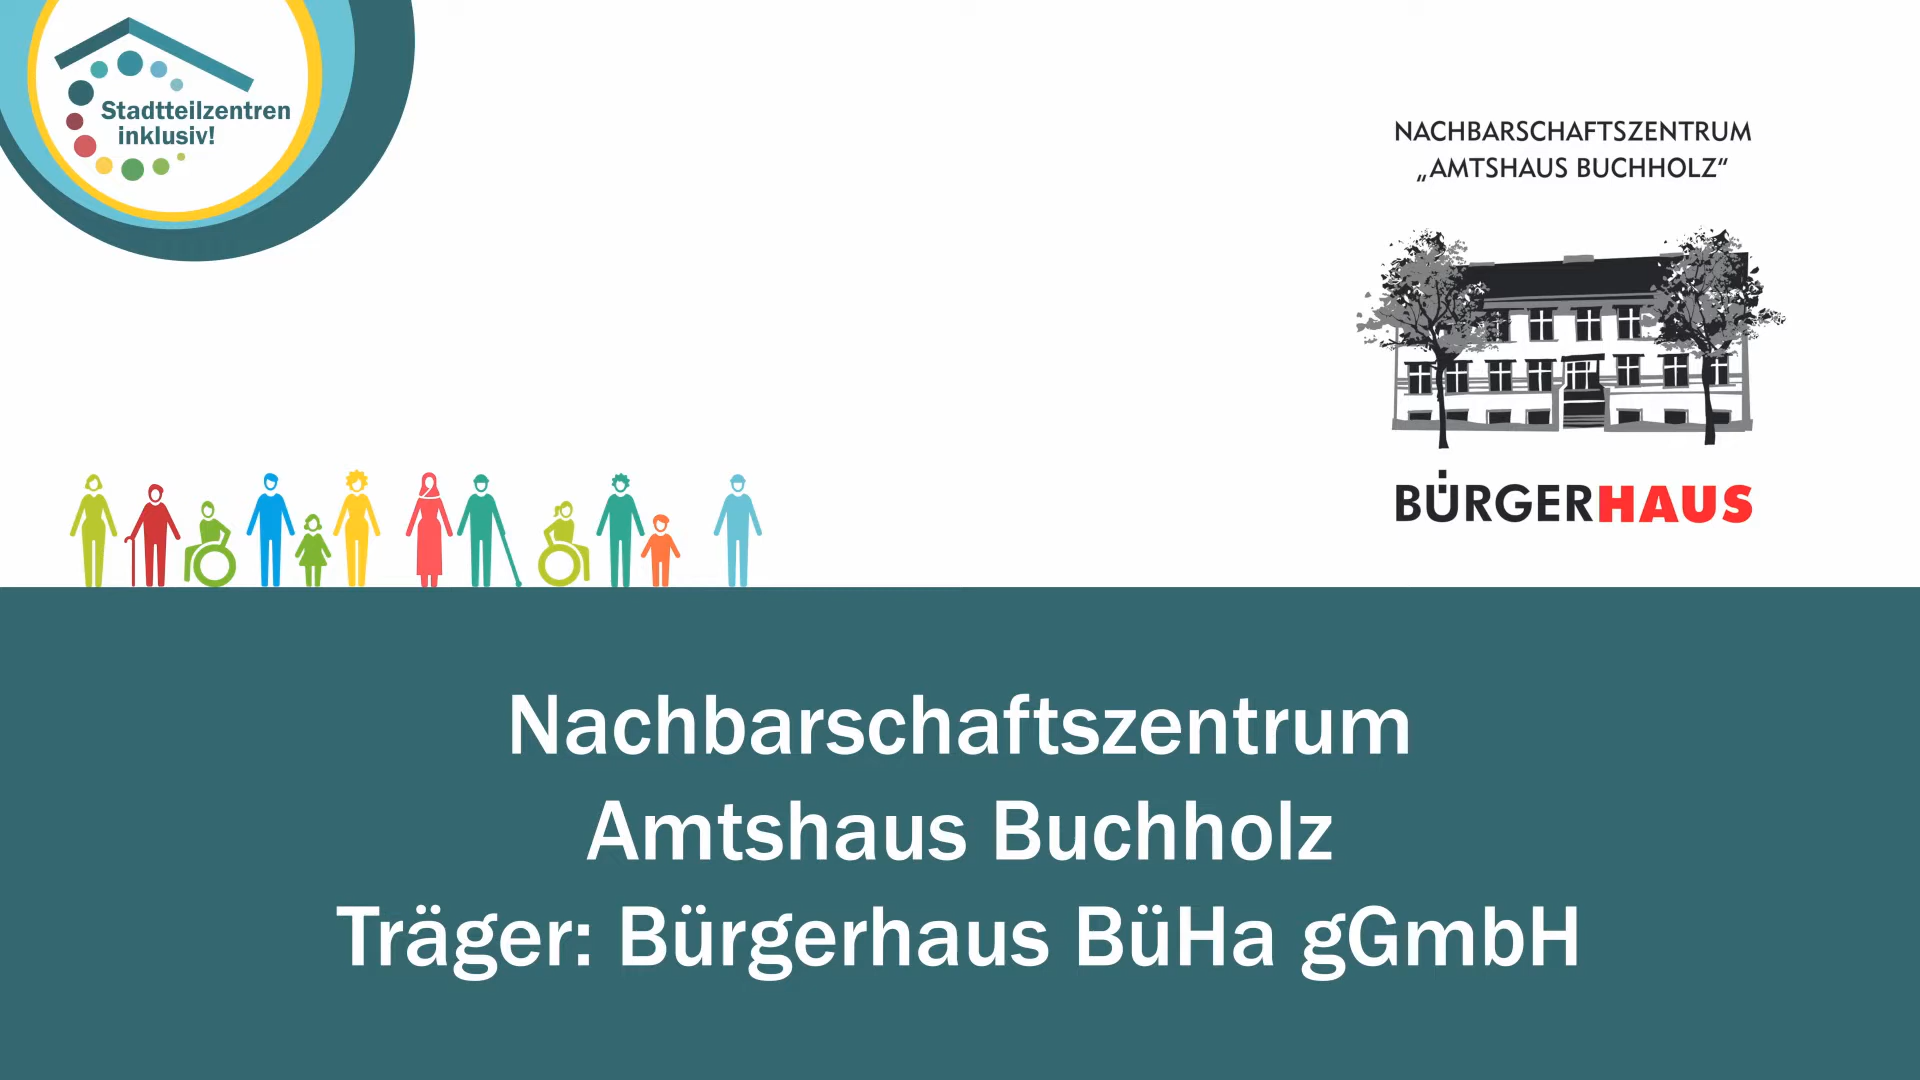 Stadtteilzentren
inklusiv!
NACHBARSCHAFTSZENTRUM
„AMTSHAUS BUCHHOLZ“
BÜRGERHAUS
Nachbarschaftszentrum
Amtshaus Buchholz
Träger: Bürgerhaus BüHa gGmbH